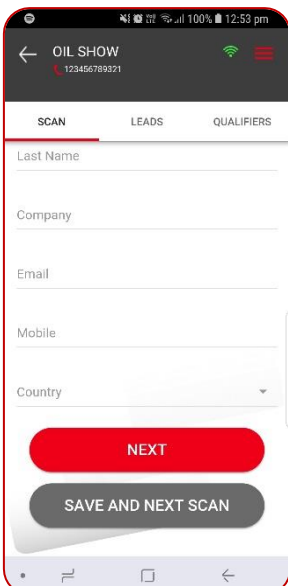 100% 12:53 pm
OIL SHOW
123456789321
SCAN LEADS QUALIFIERS
Last Name
Company
Email
Mobile
Country
NEXT
SAVE AND NEXT SCAN